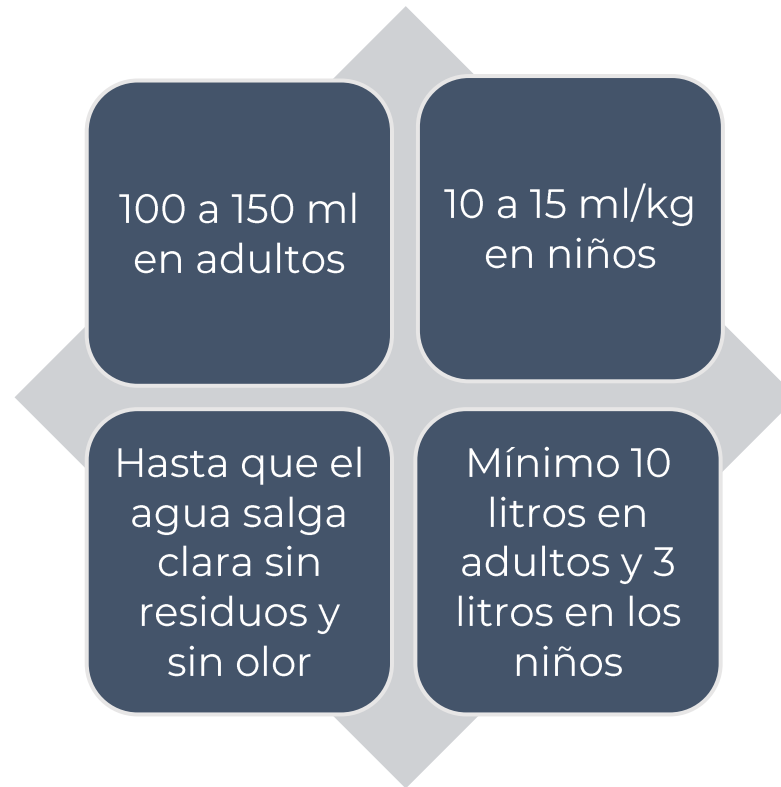 100 a 150 ml
en adultos
10 a 15 ml/kg
en niños
Hasta que el
agua salga
clara sin
residuos y
sin olor
Mínimo 10
litros en
adultos y 3
litros en los
niños